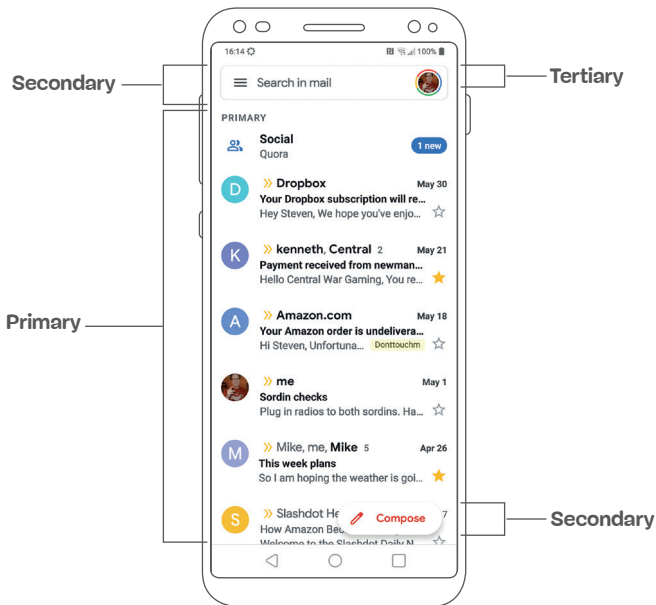 16:14 100%
Secondary
Tertiary
Search in mail
PRIMARY
Social
Quora
1 new
D
Dropbox May 30
Your Dropbox subscription will re...
Hey Steven, We hope you've enjo...
K
kenneth, Central 2 May 21
Payment received from newman...
Hello Central War Gaming, You re...
Primary
A
Amazon.com May 18
Your Amazon order is undelivera...
Hi Steven, Unfortuna... Donttouchm
me May 1
Sordin checks
Plug in radios to both sordins. Ha...
M
Mike, me, Mike 5 Apr 26
This week plans
So I am hoping the weather is goi...
S
Slashdot He 7
How Amazon Bec
Welcome to the Slashdot Daily N
Compose
Secondary